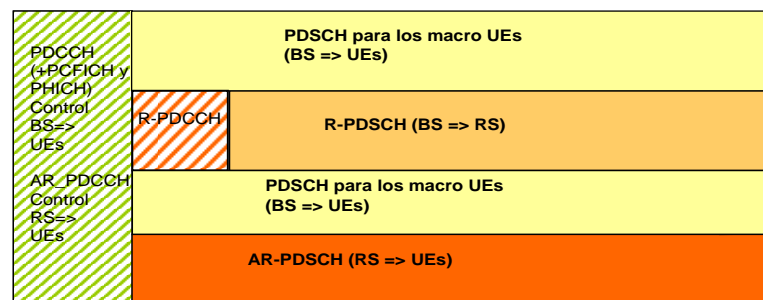 PDCCH
(+PCFICH y
PHICH)
Control
BS=>
UEs
AR_PDCCH
Control
RS=>
UEs
PDSCH para los macro UEs
(BS => UEs)
R-PDCCH
R-PDSCH (BS => RS)
PDSCH para los macro UEs
(BS => UEs)
AR-PDSCH (RS => UEs)